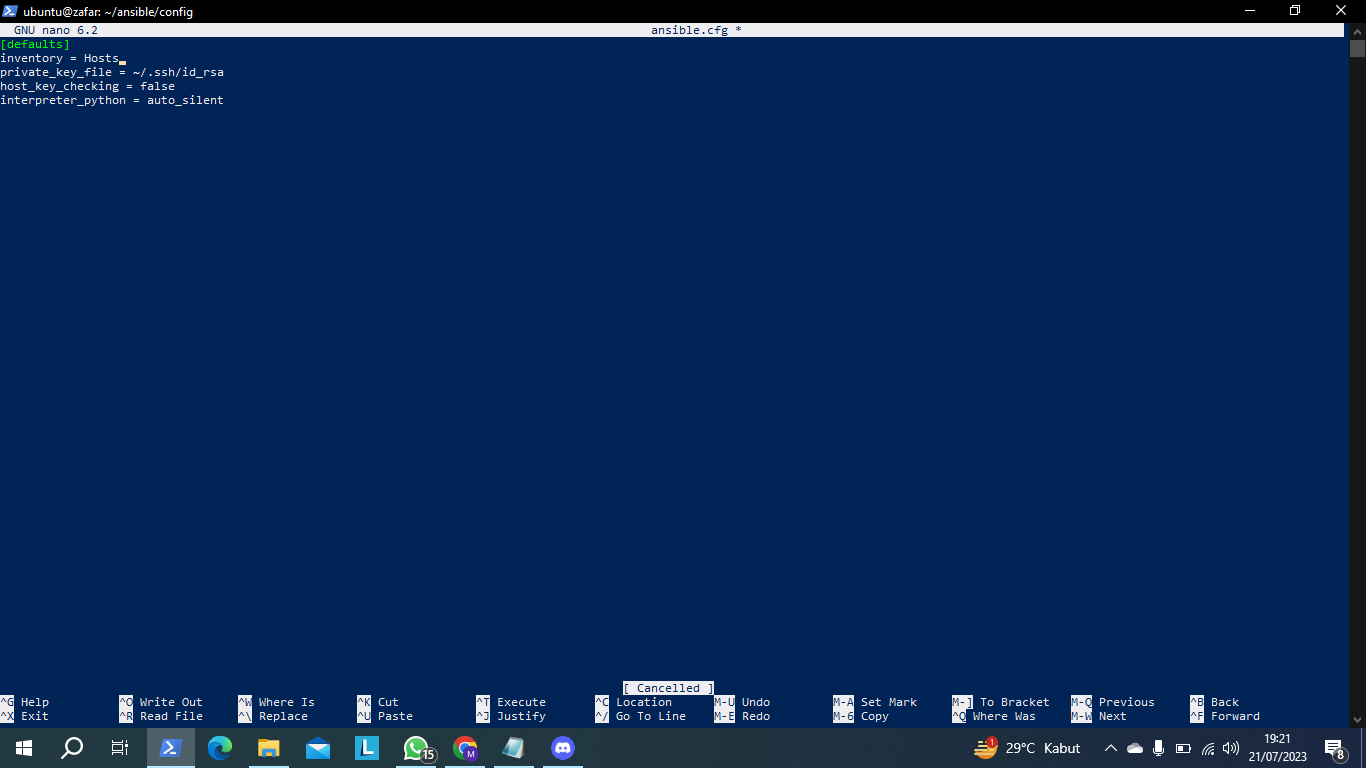 ubuntu@zafar: ~/ansible/config
GNU nano 6.2 ansible.cfg *
[defaults]
inventory = Hosts
private_key_file = ~/.ssh/id_rsa
host_key_checking = false
interpreter_python = auto_silent
[ Cancelled ]
^G Help ^O Write Out ^W Where Is ^K Cut ^T Execute ^C Location M-U Undo M-A Set Mark M-] To Bracket M-Q Previous ^B Back
^X Exit ^R Read File ^\ Replace ^U Paste ^J Justify ^/ Go To Line M-E Redo M-6 Copy ^Q Where Was M-W Next ^F Forward
L 15 M 1 29°C Kabut 19:21 8
21/07/2023